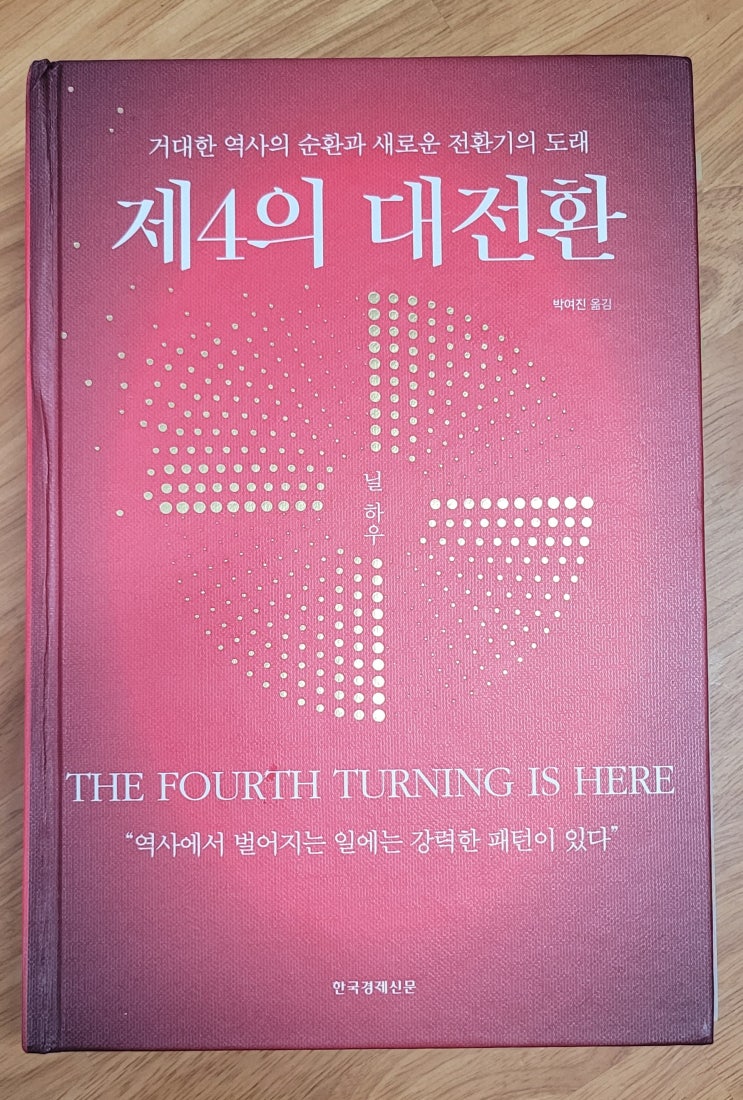 거대한 역사의 순환과 새로운 전환기의 도래
제4의 대전환
박여진 옮김
닐 하우
THE FOURTH TURNING IS HERE
“역사에서 벌어지는 일에는 강력한 패턴이 있다”
한국경제신문